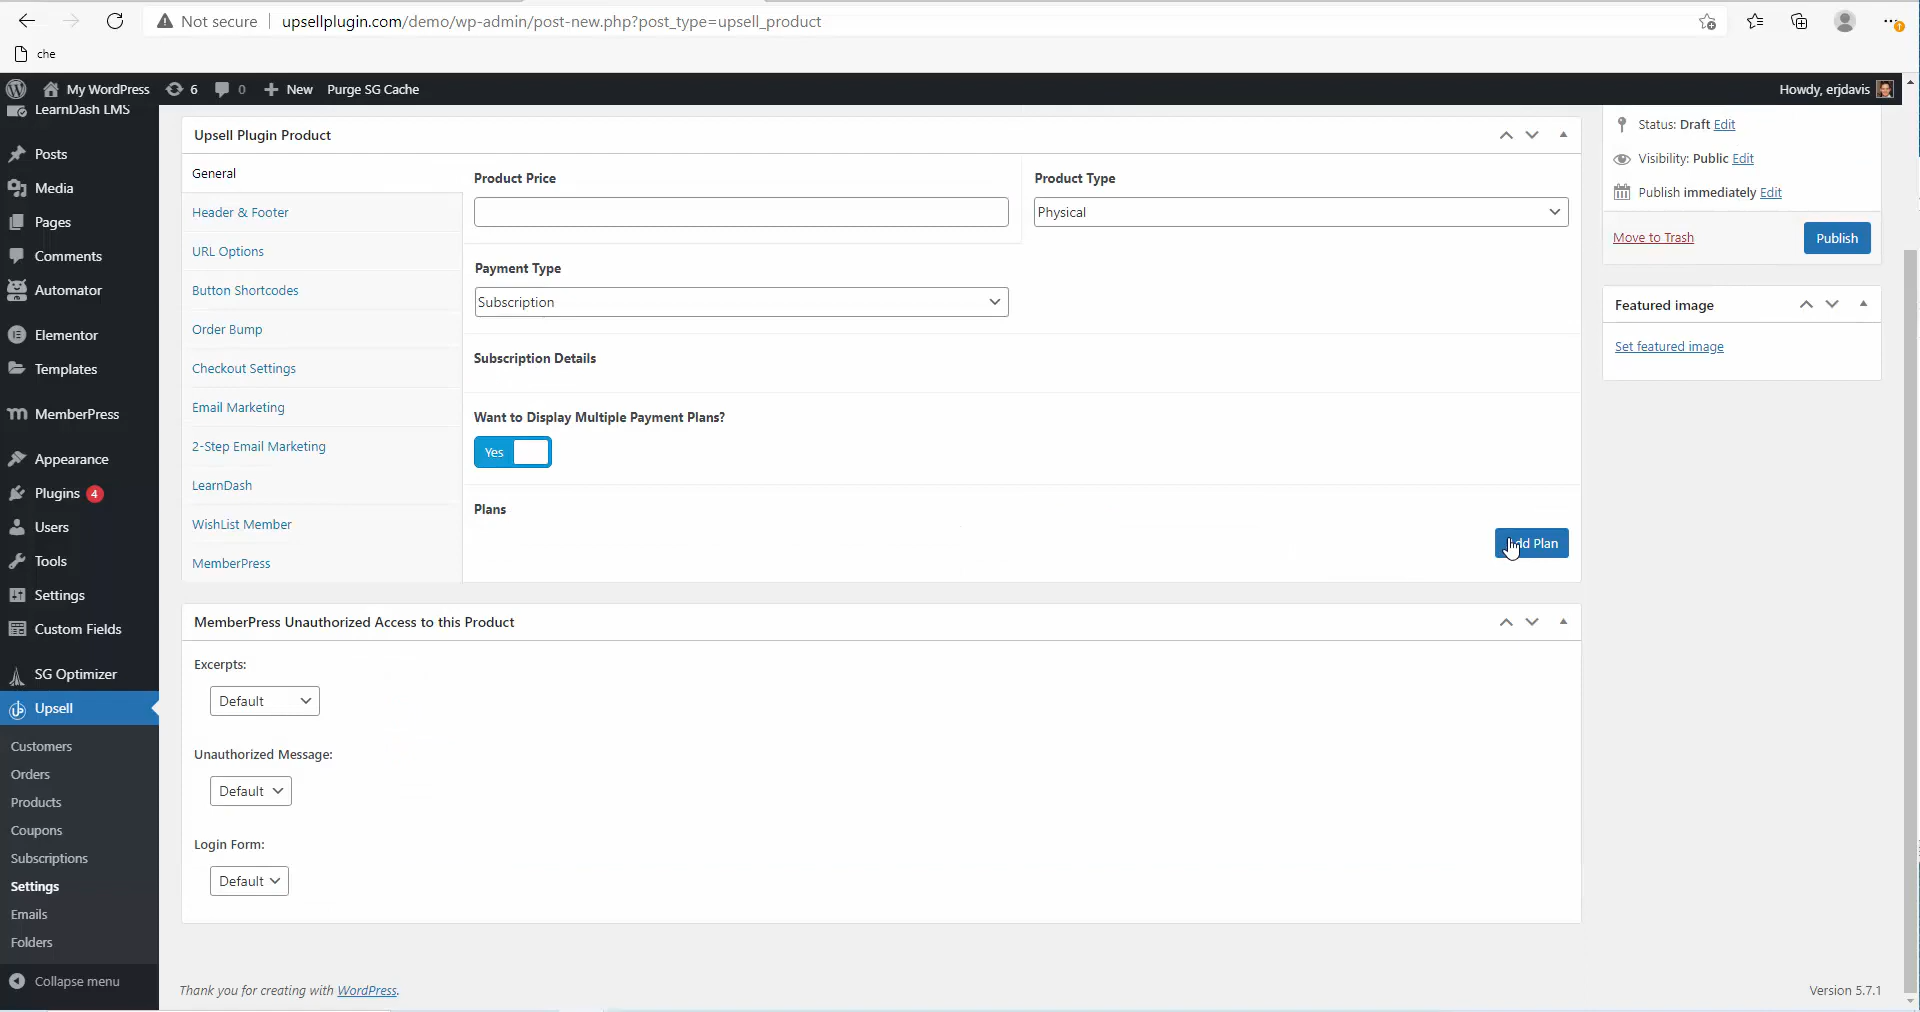 Not secure
upsellplugin.com/demo/wp-admin/post-new.php?post_type=upsell_product
che
My WordPress
6
0
New
Purge SG Cache
Howdy, erjdavis
LearnDash LMS
Posts
Media
Pages
Comments
Automator
Elementor
Templates
MemberPress
Appearance
Plugins 4
Users
Tools
Settings
Custom Fields
SG Optimizer
Upsell
Customers
Orders
Products
Coupons
Subscriptions
Settings
Emails
Folders
Collapse menu
Upsell Plugin Product
General
Header & Footer
URL Options
Button Shortcodes
Order Bump
Checkout Settings
Email Marketing
2-Step Email Marketing
LearnDash
WishList Member
MemberPress
Product Price
Product Type
Physical
Payment Type
Subscription
Subscription Details
Want to Display Multiple Payment Plans?
Yes
Plans
Plan
MemberPress Unauthorized Access to this Product
Excerpts:
Default
Unauthorized Message:
Default
Login Form:
Default
Status: Draft Edit
Visibility: Public Edit
Publish immediately Edit
Move to Trash
Publish
Featured image
Set featured image
Thank you for creating with WordPress.
Version 5.7.1